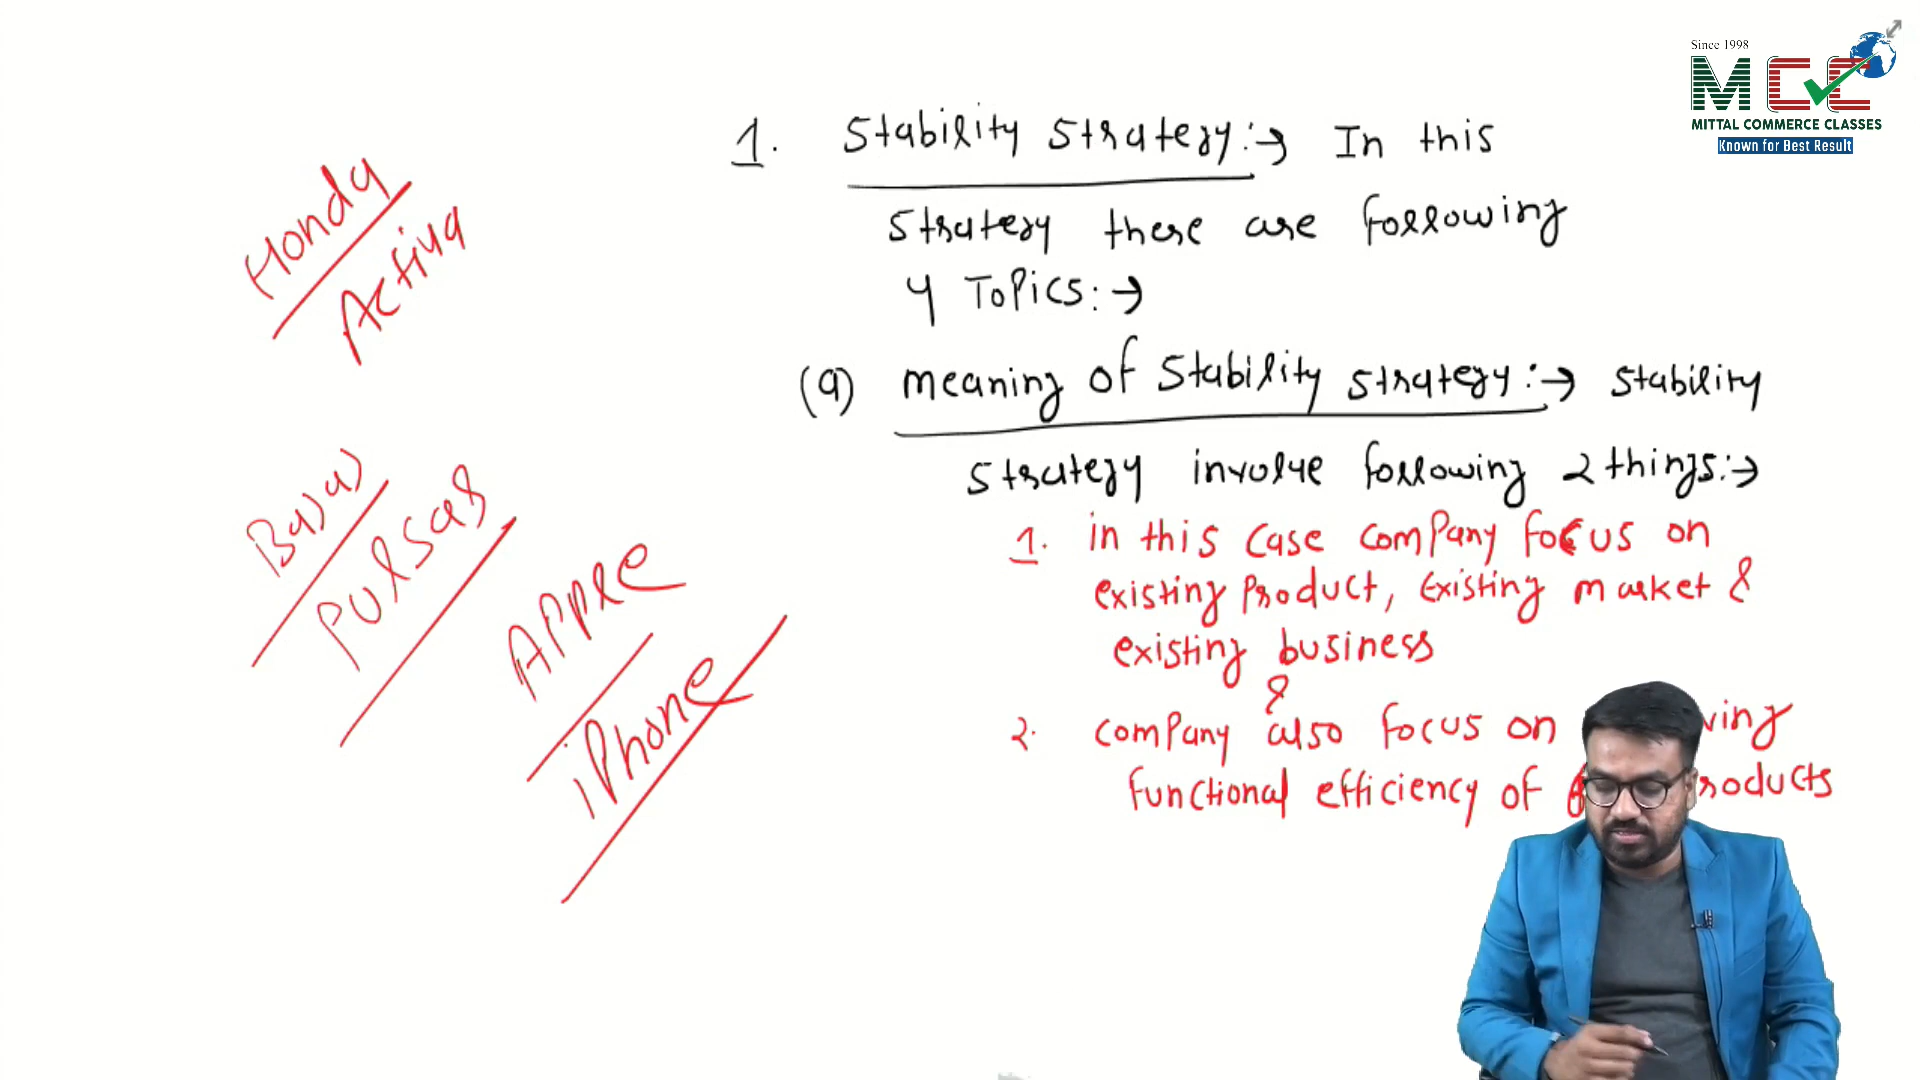 Since 1998
MCC
MITTAL COMMERCE CLASSES
Known for Best Result
1. Stability Strategy:→ In this
Strategy there are following
4 Topics:→
(a) meaning of Stability Strategy:→ Stability
Strategy involve following 2 things:→
1. in this case company focus on
existing Product, Existing market &
existing business
&
2. company also focus on ving
functional efficiency of roducts
Honda
Activa
Bajaj
Pulsar
Apple
iPhone